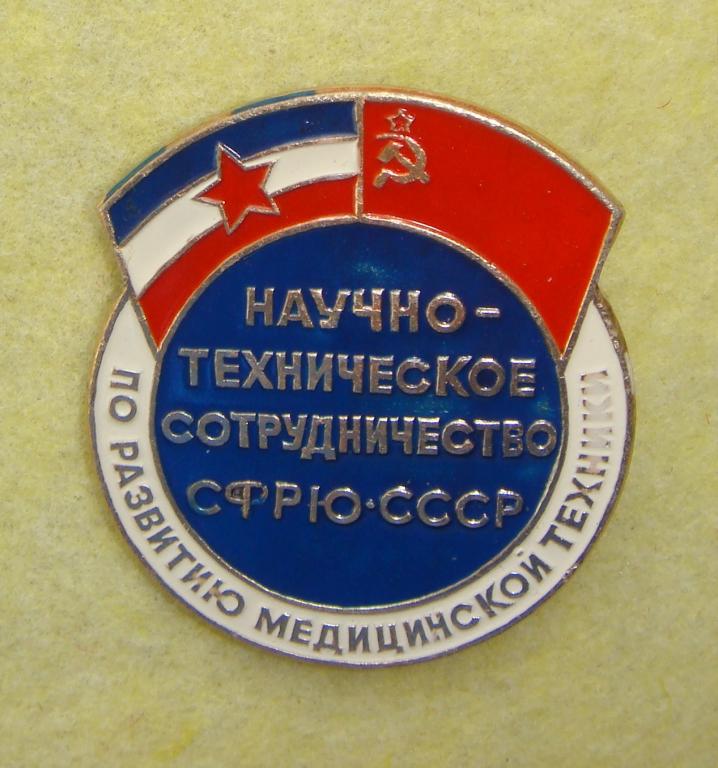 НАУЧНО-
ТЕХНИЧЕСКОЕ
СОТРУДНИЧЕСТВО
СФРЮ·СССР
ПО РАЗВИТИЮ МЕДИЦИНСКОЙ ТЕХНИКИ